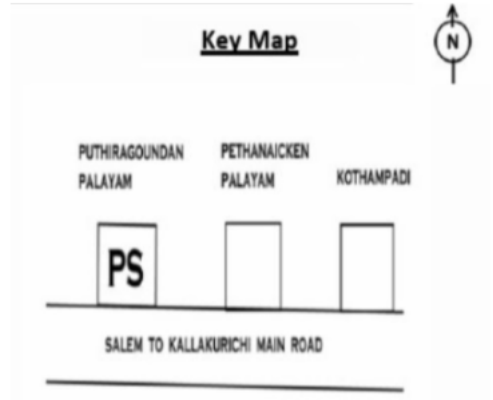 Key Map
N
PUTHIRAGOUNDAN
PALAYAM
PETHANAICKEN
PALAYAM
KOTHAMPADI
PS
SALEM TO KALLAKURICHI MAIN ROAD